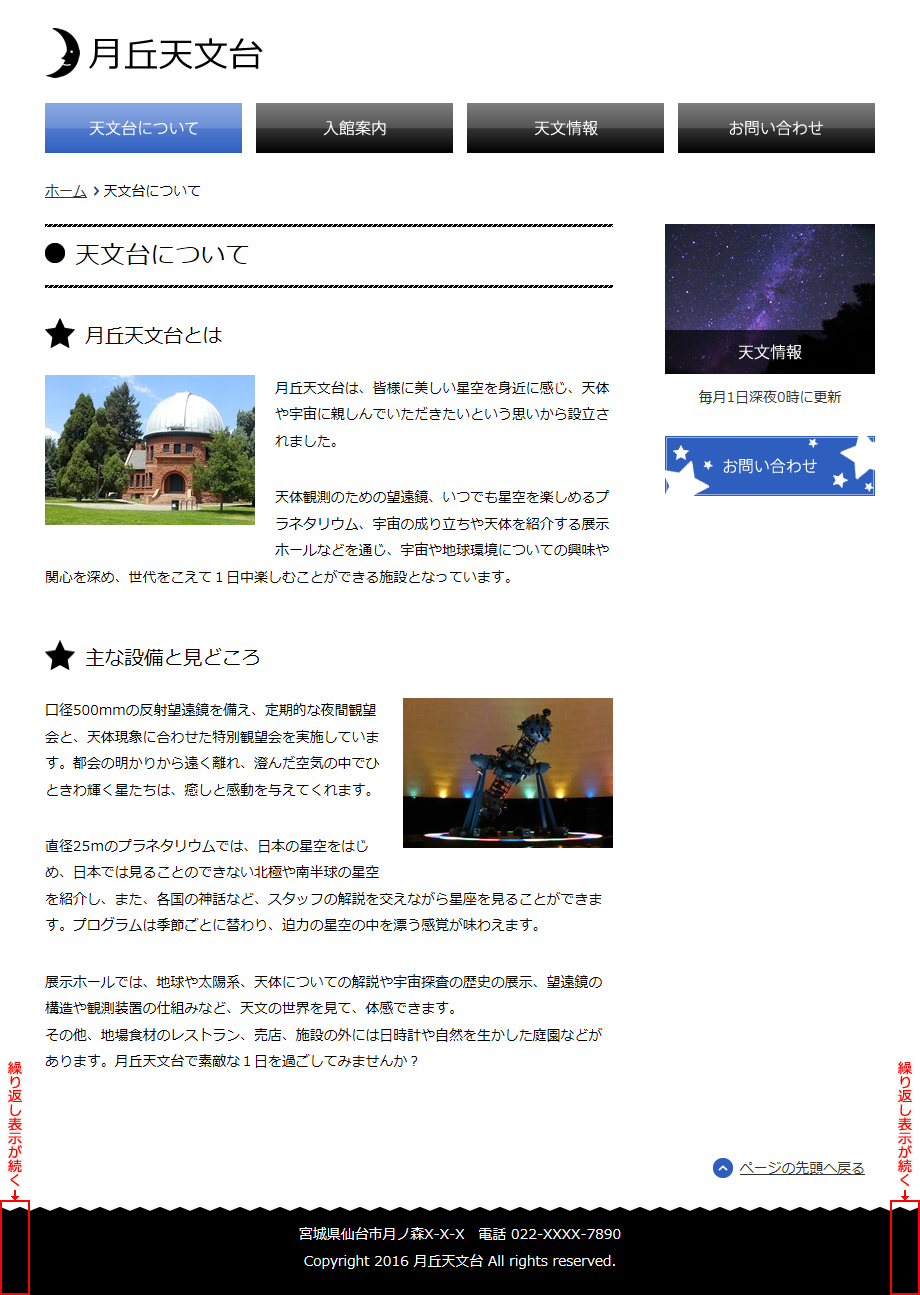 月丘天文台
天文台について
入館案内
天文情報
お問い合わせ
ホーム > 天文台について
天文台について
月丘天文台とは
月丘天文台は、皆様に美しい星空を身近に感じ、天体
や宇宙に親しんでいただきたいという思いから設立さ
れました。
天体観測のための望遠鏡、いつでも星空を楽しめるプ
ラネタリウム、宇宙の成り立ちや天体を紹介する展示
ホールなどを通じ、宇宙や地球環境についての興味や
関心を深め、世代をこえて１日中楽しむことができる施設となっています。
主な設備と見どころ
口径500mmの反射望遠鏡を備え、定期的な夜間観望
会と、天体現象に合わせた特別観望会を実施していま
す。都会の明かりから遠く離れ、澄んだ空気の中でひ
ときわ輝く星たちは、癒しと感動を与えてくれます。
直径25mのプラネタリウムでは、日本の星空をはじ
め、日本では見ることのできない北極や南半球の星空
を紹介し、また、各国の神話など、スタッフの解説を交えながら星座を見ることができま
す。プログラムは季節ごとに替わり、迫力の星空の中を漂う感覚が味わえます。
展示ホールでは、地球や太陽系、天体についての解説や宇宙探査の歴史の展示、望遠鏡の
構造や観測装置の仕組みなど、天文の世界を見て、体感できます。
その他、地場食材のレストラン、売店、施設の外には日時計や自然を生かした庭園などが
あります。月丘天文台で素敵な１日を過ごしてみませんか？
天文情報
毎月1日深夜0時に更新
お問い合わせ
繰り返し表示が続く
繰り返し表示が続く
ページの先頭へ戻る
宮城県仙台市月ノ森X-X-X　電話 022-XXXX-7890
Copyright 2016 月丘天文台 All rights reserved.